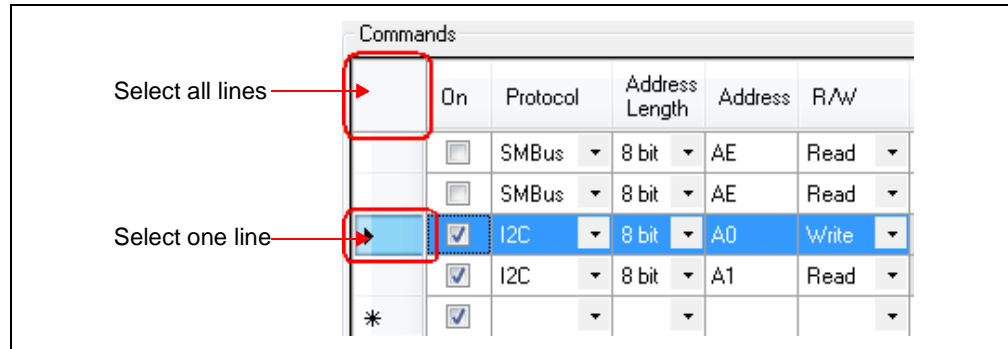 Commands
Select all lines
On Protocol Address Length Address R/W
SMBus 8 bit AE Read
SMBus 8 bit AE Read
Select one line
I2C 8 bit A0 Write
I2C 8 bit A1 Read
*